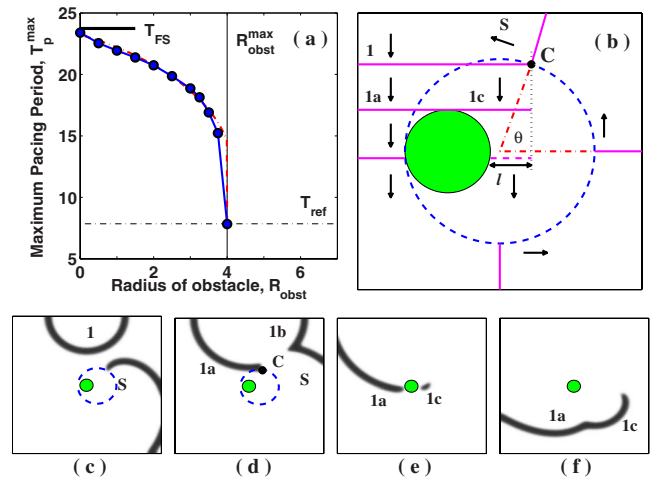 25
20
15
10
5
0
2
4
6
Maximum Pacing Period, T_p^max
Radius of obstacle, R_obst
T_FS
R_obst^max
( a )
T_ref
( b )
S
1
C
1a
1c
θ
l
1
S
( c )
1b
1a
C
S
( d )
1a
1c
( e )
1a
1c
( f )